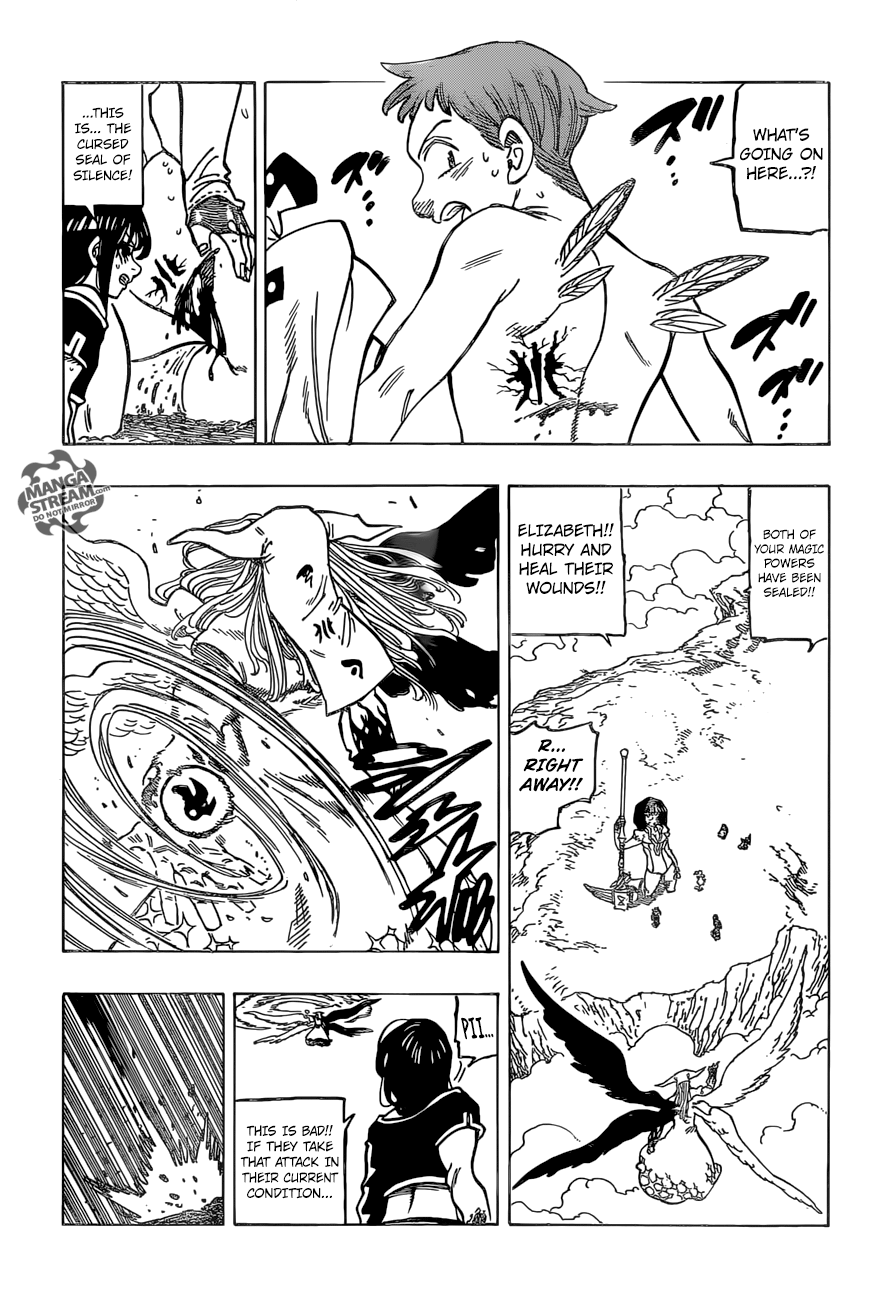 WHAT'S
GOING ON
HERE...?!
...THIS
IS... THE
CURSED
SEAL OF
SILENCE!
MANGA
STREAM.com
DO NOT MIRROR
BOTH OF
YOUR MAGIC
POWERS
HAVE BEEN
SEALED!!
ELIZABETH!!
HURRY AND
HEAL THEIR
WOUNDS!!
R...
RIGHT
AWAY!!
PII...
THIS IS BAD!!
IF THEY TAKE
THAT ATTACK IN
THEIR CURRENT
CONDITION...